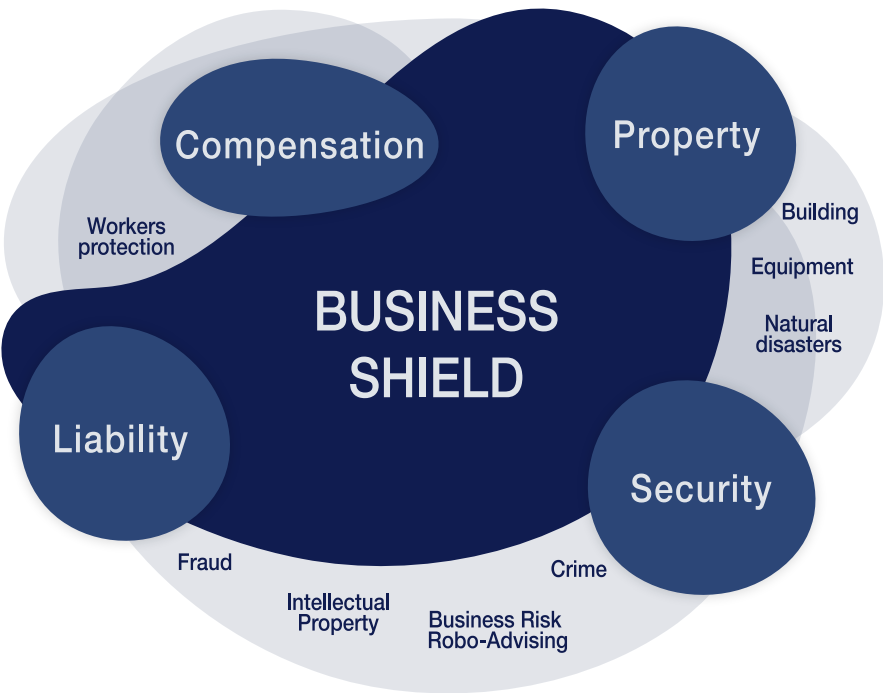 Compensation
Property
Workers
protection
Building
Equipment
Natural
disasters
BUSINESS
SHIELD
Liability
Security
Fraud
Crime
Intellectual
Property
Business Risk
Robo-Advising